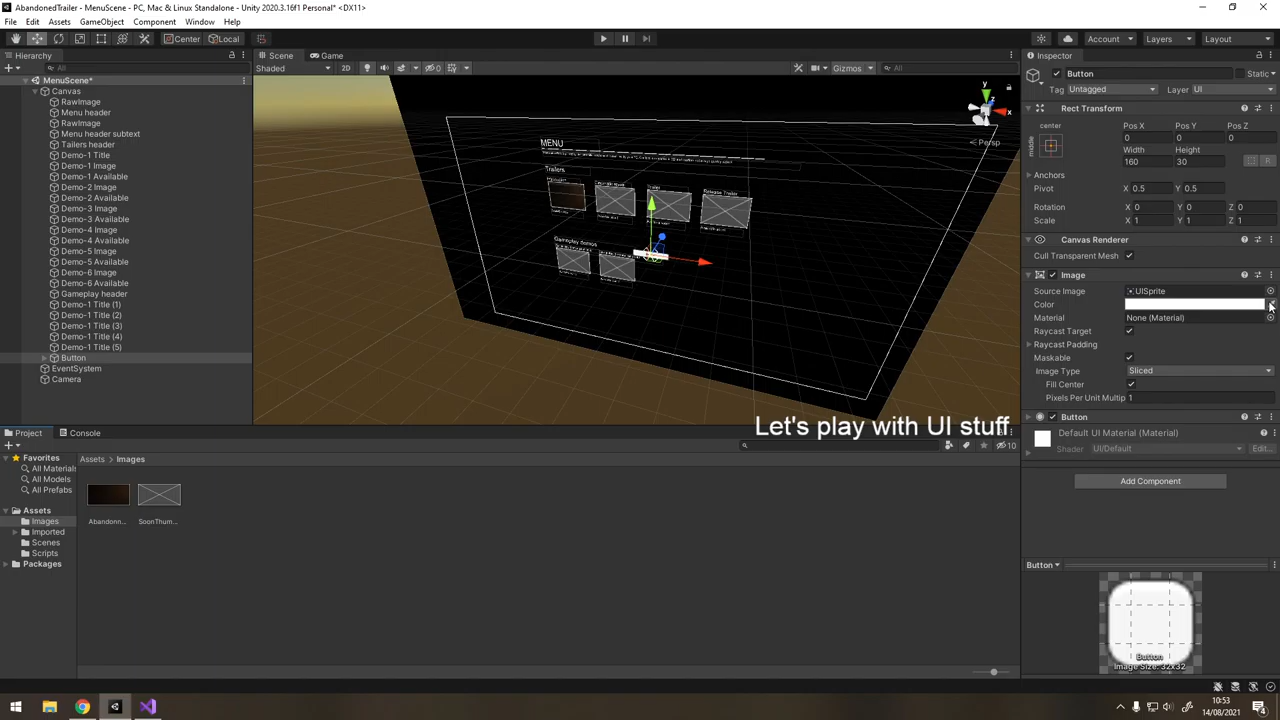 AbandonedTrailer - MenuScene - PC, Mac & Linux Standalone - Unity 2020.3.16f1 Personal* <DX11>
File Edit Assets GameObject Component Window Help
Center Local
Account Layers Layout
Hierarchy
All
MenuScene*
Canvas
RawImage
Menu header
RawImage
Menu header subtext
Tailers header
Demo-1 Title
Demo-1 Image
Demo-1 Available
Demo-2 Image
Demo-2 Available
Demo-3 Image
Demo-3 Available
Demo-4 Image
Demo-4 Available
Demo-5 Image
Demo-5 Available
Demo-6 Image
Demo-6 Available
Gameplay header
Demo-1 Title (1)
Demo-1 Title (2)
Demo-1 Title (3)
Demo-1 Title (4)
Demo-1 Title (5)
Button
EventSystem
Camera
Scene Game
Shaded 2D 0 Gizmos All
y
x
Persp
MENU
Trailers
Trailer
Release Trailer
Gameplay demos
Let's play with UI stuff
Inspector
Button Static
Tag Untagged Layer UI
Rect Transform
center
middle
Pos X Pos Y Pos Z
0 0 0
Width Height
160 30
R
Anchors
Pivot X 0.5 Y 0.5
Rotation X 0 Y 0 Z 0
Scale X 1 Y 1 Z 1
Canvas Renderer
Cull Transparent Mesh
Image
Source Image UISprite
Color
Material None (Material)
Raycast Target
Raycast Padding
Maskable
Image Type Sliced
Fill Center
Pixels Per Unit Multip 1
Button
Default UI Material (Material)
Shader UI/Default Edit...
Add Component
Button
Button
Image Size: 32x32
Project Console
10
Favorites
All Materials
All Models
All Prefabs
Assets
Images
Imported
Scenes
Scripts
Packages
Assets > Images
Abandonn...
SoonThum...
10:53
14/08/2021
4